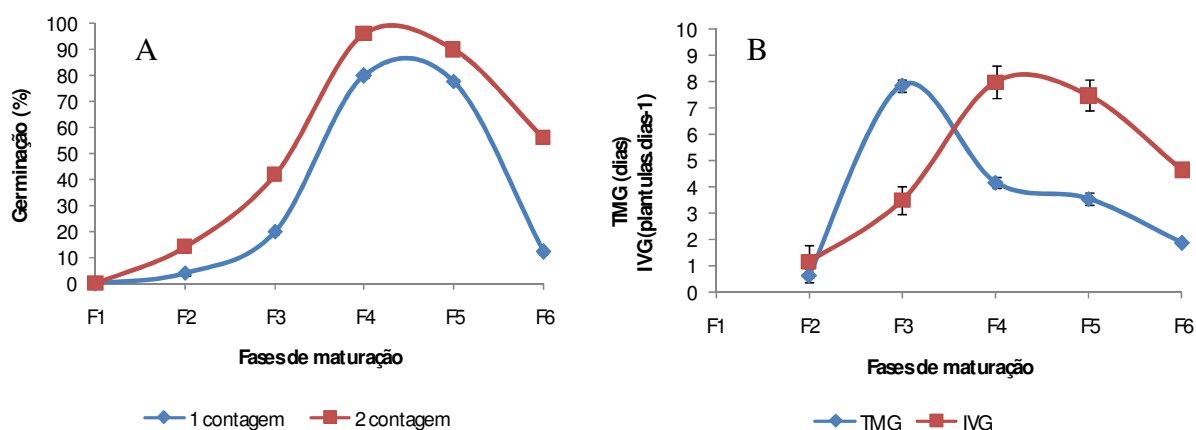 A
Germinação (%)
100
90
80
70
60
50
40
30
20
10
0
F1 F2 F3 F4 F5 F6
Fases de maturação
1 contagem 2 contagem
B
TMG (dias)
IVG(plantulas.dias-1)
10
9
8
7
6
5
4
3
2
1
0
F1 F2 F3 F4 F5 F6
Fases de maturação
TMG IVG